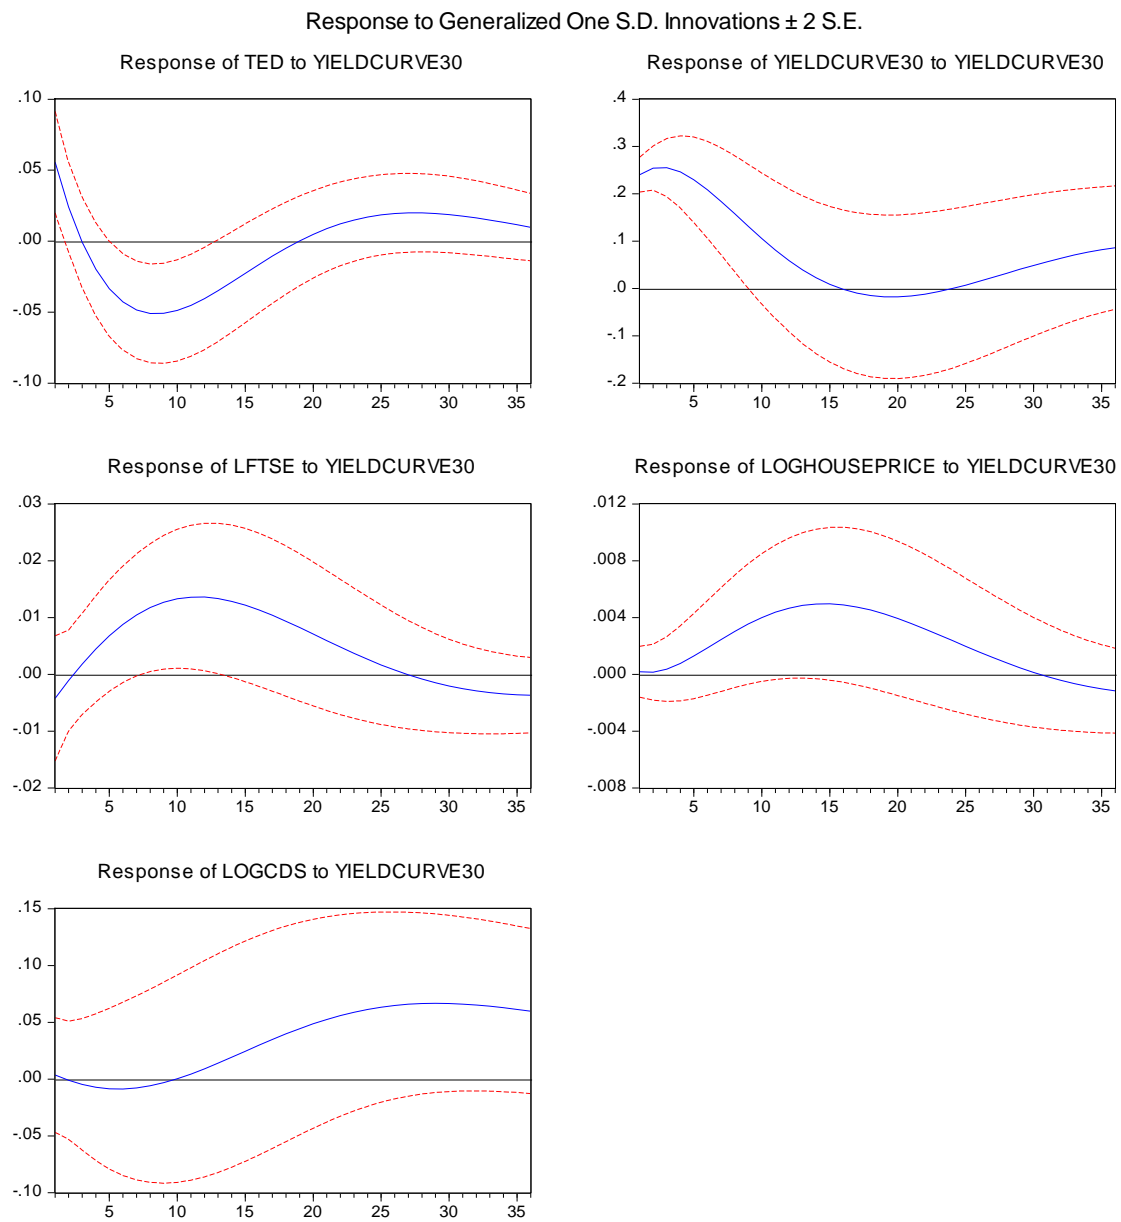 Response to Generalized One S.D. Innovations ± 2 S.E.
Response of TED to YIELDCURVE30
.10
.05
.00
-.05
-.10
5 10 15 20 25 30 35
Response of YIELDCURVE30 to YIELDCURVE30
.4
.3
.2
.1
.0
-.1
-.2
5 10 15 20 25 30 35
Response of LFTSE to YIELDCURVE30
.03
.02
.01
.00
-.01
-.02
5 10 15 20 25 30 35
Response of LOGHOUSEPRICE to YIELDCURVE30
.012
.008
.004
.000
-.004
-.008
5 10 15 20 25 30 35
Response of LOGCDS to YIELDCURVE30
.15
.10
.05
.00
-.05
-.10
5 10 15 20 25 30 35